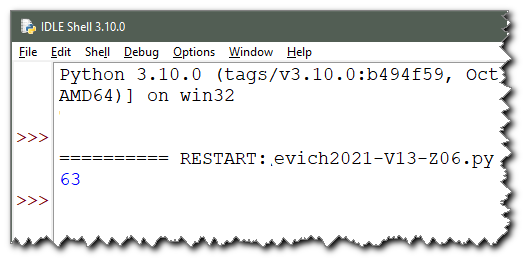 IDLE Shell 3.10.0
File Edit Shell Debug Options Window Help
Python 3.10.0 (tags/v3.10.0:b494f59, Oct
AMD64)] on win32
>>>
========== RESTART: evich2021-V13-Z06.py
63
>>>